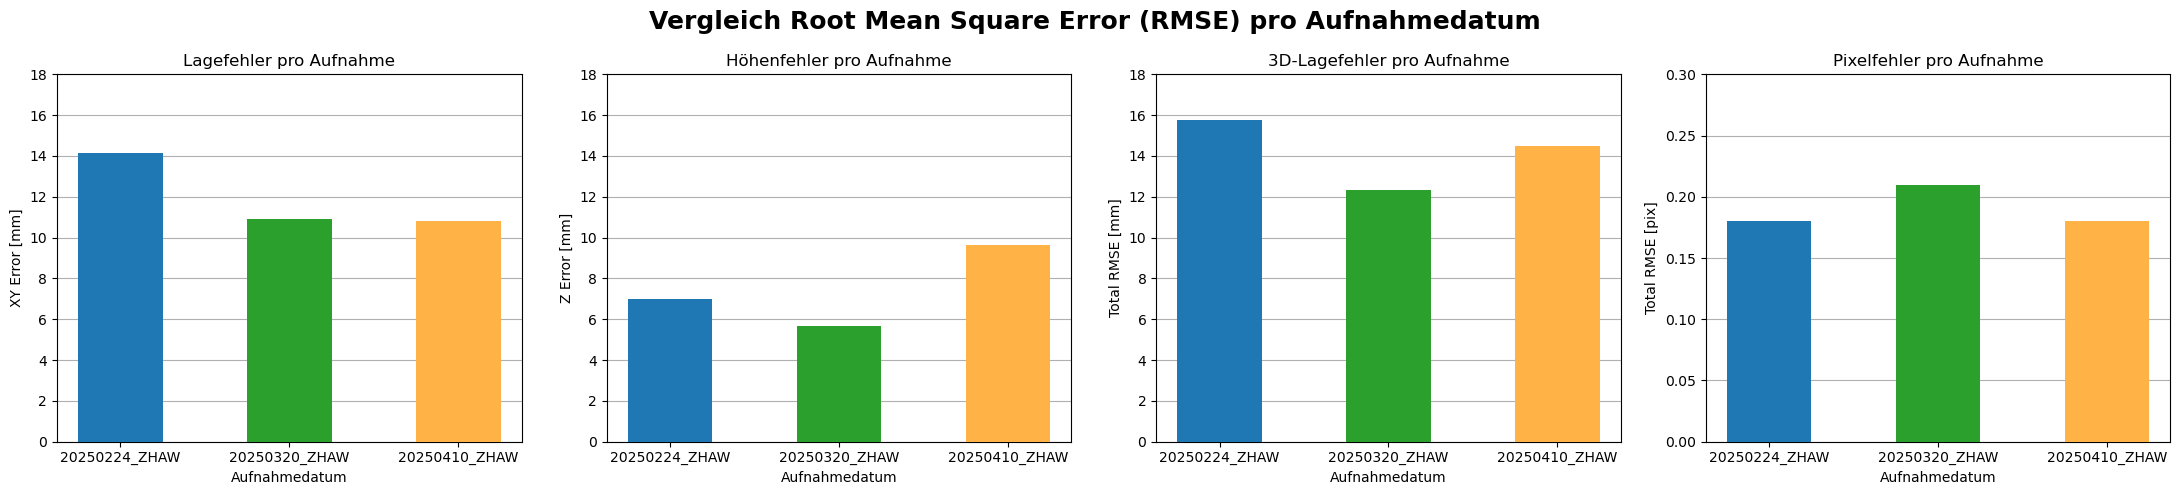 Vergleich Root Mean Square Error (RMSE) pro Aufnahmedatum
Lagefehler pro Aufnahme
XY Error [mm]
18
16
14
12
10
8
6
4
2
0
20250224_ZHAW 20250320_ZHAW 20250410_ZHAW
Aufnahmedatum
Höhenfehler pro Aufnahme
Z Error [mm]
18
16
14
12
10
8
6
4
2
0
20250224_ZHAW 20250320_ZHAW 20250410_ZHAW
Aufnahmedatum
3D-Lagefehler pro Aufnahme
Total RMSE [mm]
18
16
14
12
10
8
6
4
2
0
20250224_ZHAW 20250320_ZHAW 20250410_ZHAW
Aufnahmedatum
Pixelfehler pro Aufnahme
Total RMSE [pix]
0.30
0.25
0.20
0.15
0.10
0.05
0.00
20250224_ZHAW 20250320_ZHAW 20250410_ZHAW
Aufnahmedatum